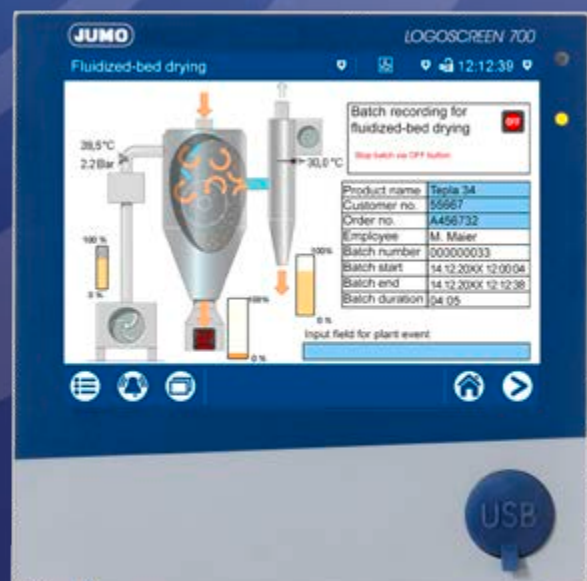 JUMO
LOGOSCREEN 700
Fluidized-bed drying
12:12:39
Batch recording for
fluidized-bed drying
OFF
Stop batch via OFF button
39,5°C
2.2 Bar
30,0 °C
Product name Tepla 34
Customer no. 55667
Order no. A456732
Employee M. Maier
Batch number 000000033
Batch start 14.12.20XX 12:00:04
Batch end 14.12.20XX 12:12:38
Batch duration 04:05
100 %
0 %
100%
0 %
100%
0 %
Input field for plant event
USB